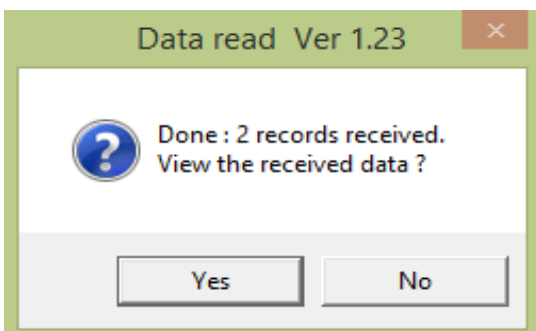 Data read Ver 1.23
Done : 2 records received.
View the received data ?
Yes
No